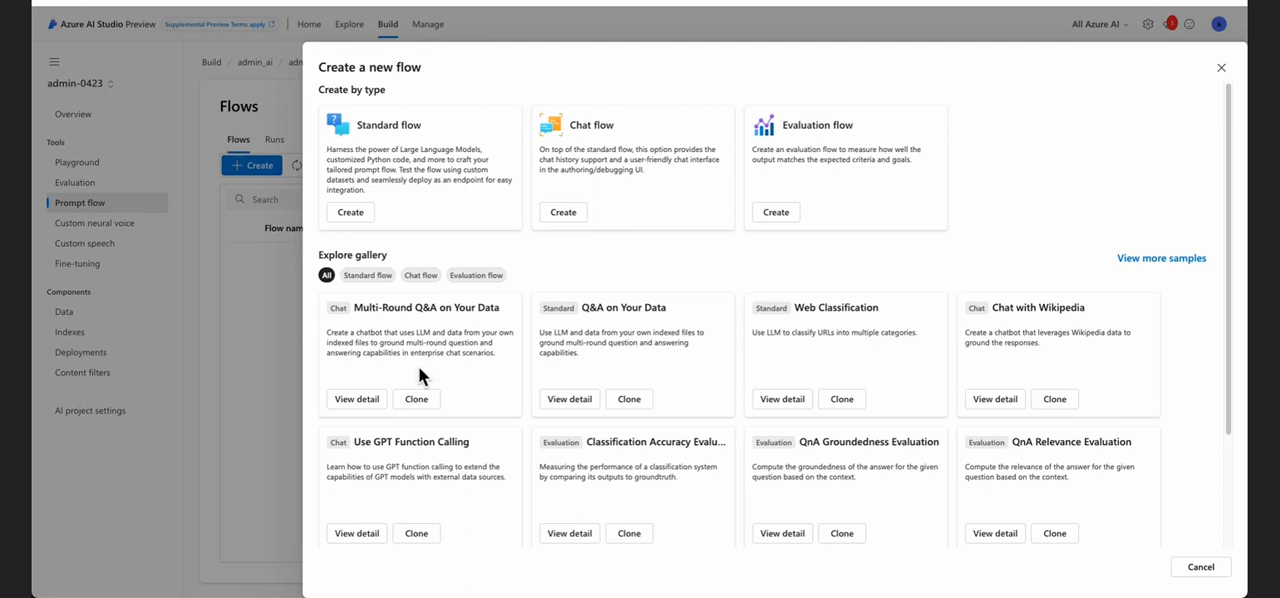 Azure AI Studio Preview
Supplemental Preview Terms apply
Home
Explore
Build
Manage
All Azure AI
3
A
admin-0423
Overview
Tools
Playground
Evaluation
Prompt flow
Custom neural voice
Custom speech
Fine-tuning
Components
Data
Indexes
Deployments
Content filters
AI project settings
Build / admin_ai / adm
Flows
Flows
Runs
Create
Search
Flow nam
Create a new flow
Create by type
Standard flow
Harness the power of Large Language Models,
customized Python code, and more to craft your
tailored prompt flow. Test the flow using custom
datasets and seamlessly deploy as an endpoint for easy
integration.
Create
Chat flow
On top of the standard flow, this option provides the
chat history support and a user-friendly chat interface
in the authoring/debugging UI.
Create
Evaluation flow
Create an evaluation flow to measure how well the
output matches the expected criteria and goals.
Create
Explore gallery
View more samples
All
Standard flow
Chat flow
Evaluation flow
Chat Multi-Round Q&A on Your Data
Create a chatbot that uses LLM and data from your own
indexed files to ground multi-round question and
answering capabilities in enterprise chat scenarios.
View detail
Clone
Standard Q&A on Your Data
Use LLM and data from your own indexed files to
ground multi-round question and answering
capabilities.
View detail
Clone
Standard Web Classification
Use LLM to classify URLs into multiple categories.
View detail
Clone
Chat Chat with Wikipedia
Create a chatbot that leverages Wikipedia data to
ground the responses.
View detail
Clone
Chat Use GPT Function Calling
Learn how to use GPT function calling to extend the
capabilities of GPT models with external data sources.
View detail
Clone
Evaluation Classification Accuracy Evalu...
Measuring the performance of a classification system
by comparing its outputs to groundtruth.
View detail
Clone
Evaluation QnA Groundedness Evaluation
Compute the groundedness of the answer for the given
question based on the context.
View detail
Clone
Evaluation QnA Relevance Evaluation
Compute the relevance of the answer for the given
question based on the context.
View detail
Clone
Cancel